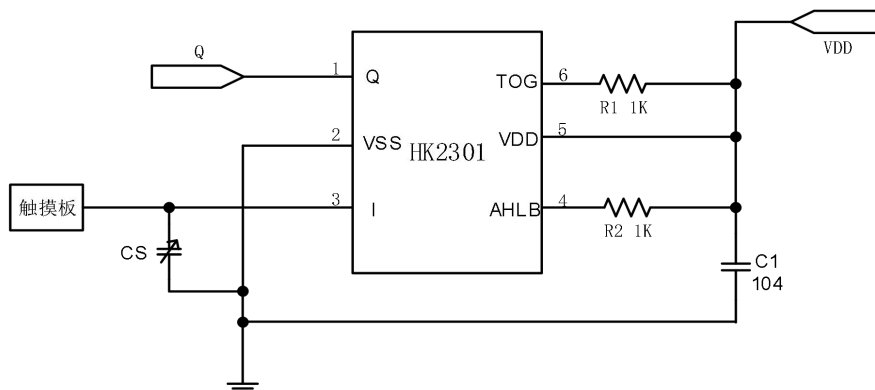 Q
VDD
1
Q
TOG
6
R1 1K
2
VSS
HK2301
VDD
5
触摸板
3
I
AHLB
4
R2 1K
CS
C1
104